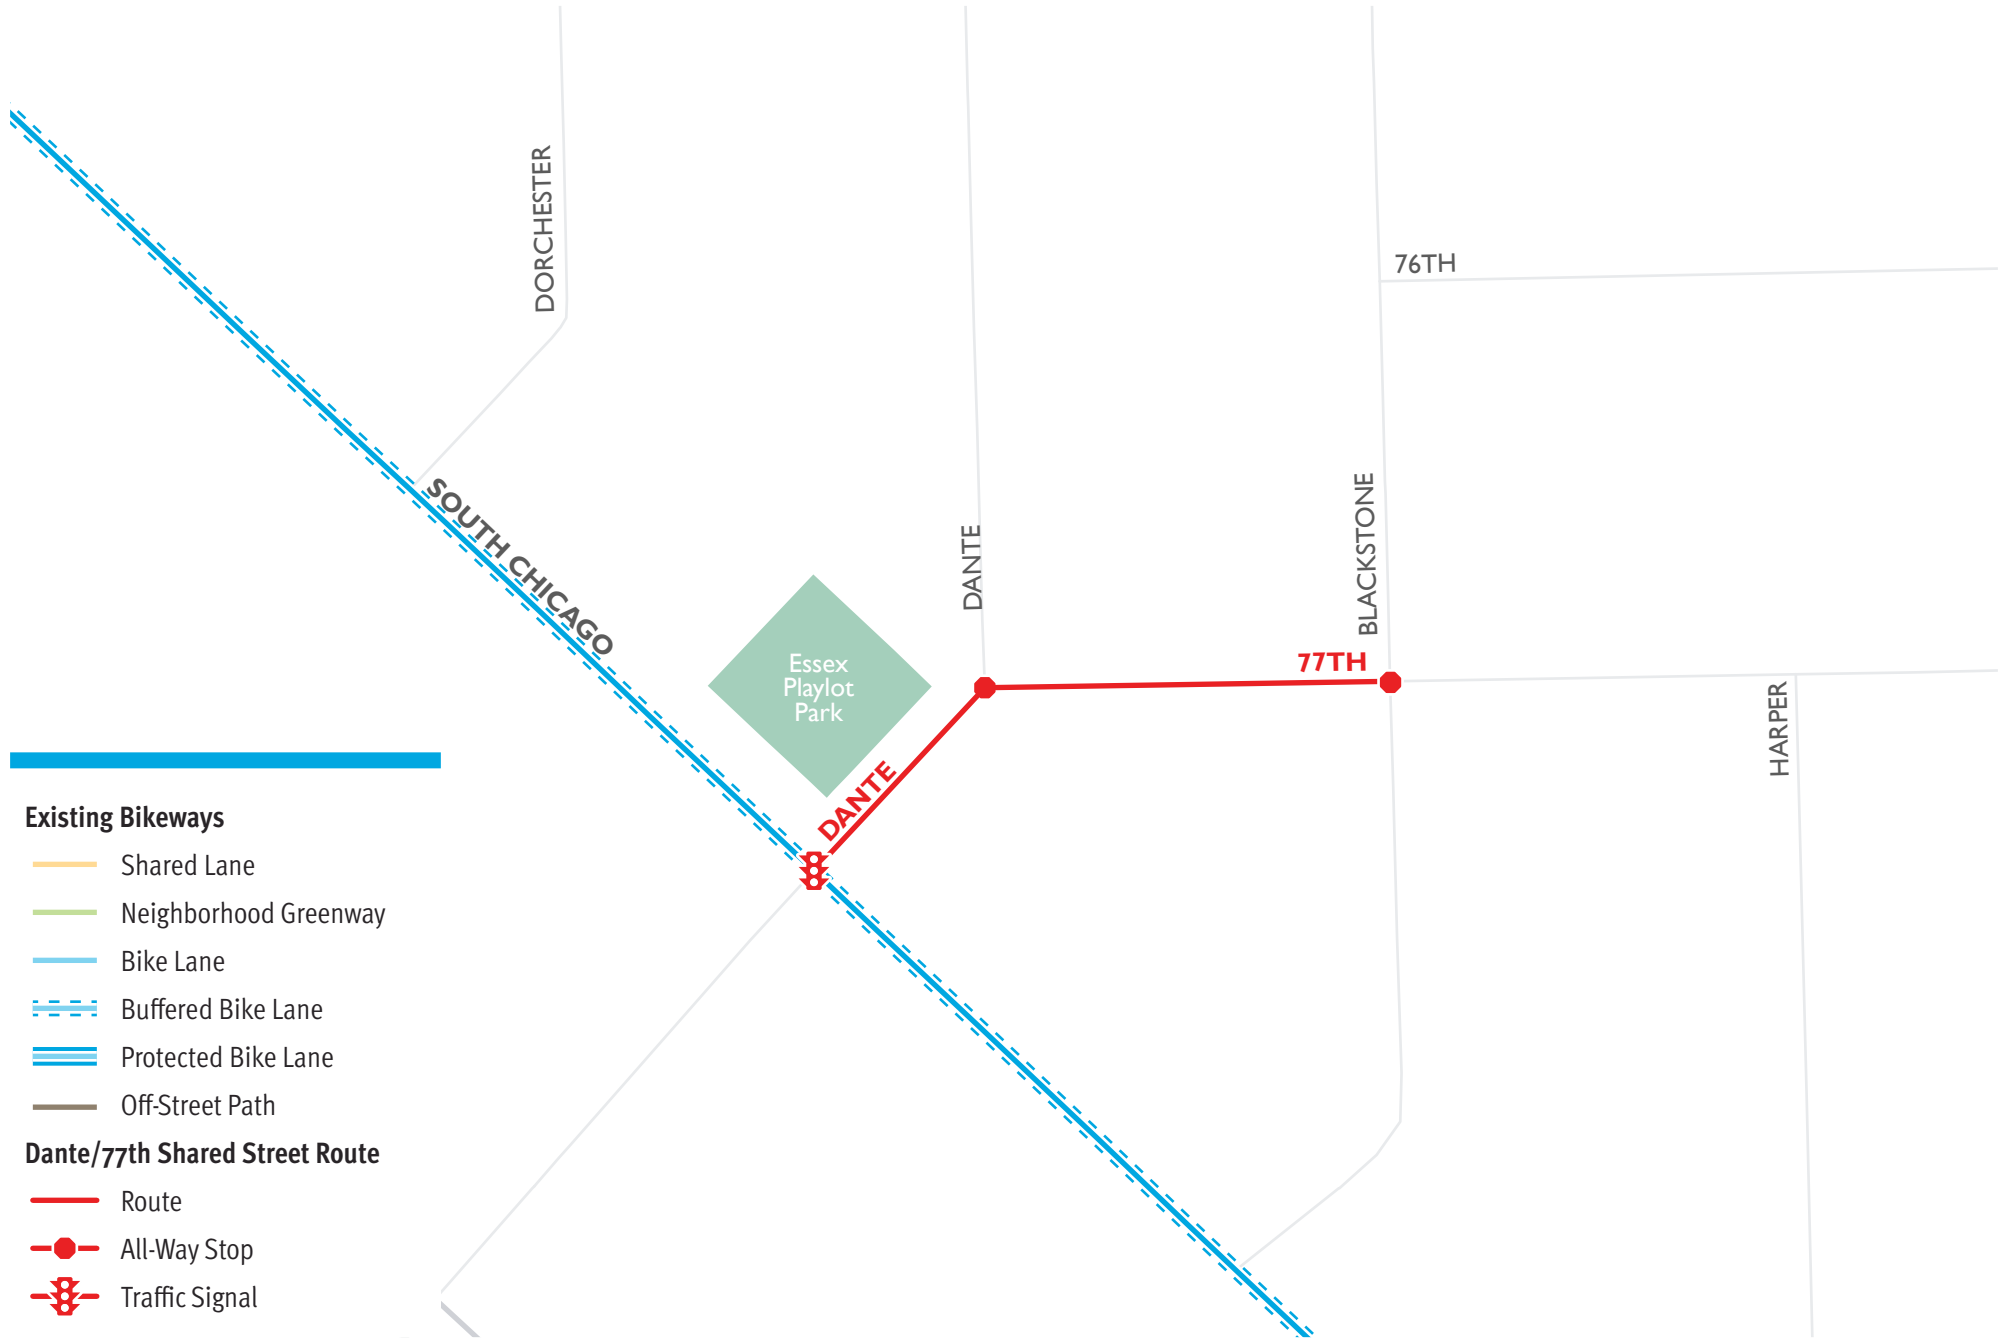 DORCHESTER
76TH
SOUTH CHICAGO
BLACKSTONE
DANTE
Essex
Playlot
Park
77TH
HARPER
DANTE
Existing Bikeways
Shared Lane
Neighborhood Greenway
Bike Lane
Buffered Bike Lane
Protected Bike Lane
Off-Street Path
Dante/77th Shared Street Route
Route
All-Way Stop
Traffic Signal